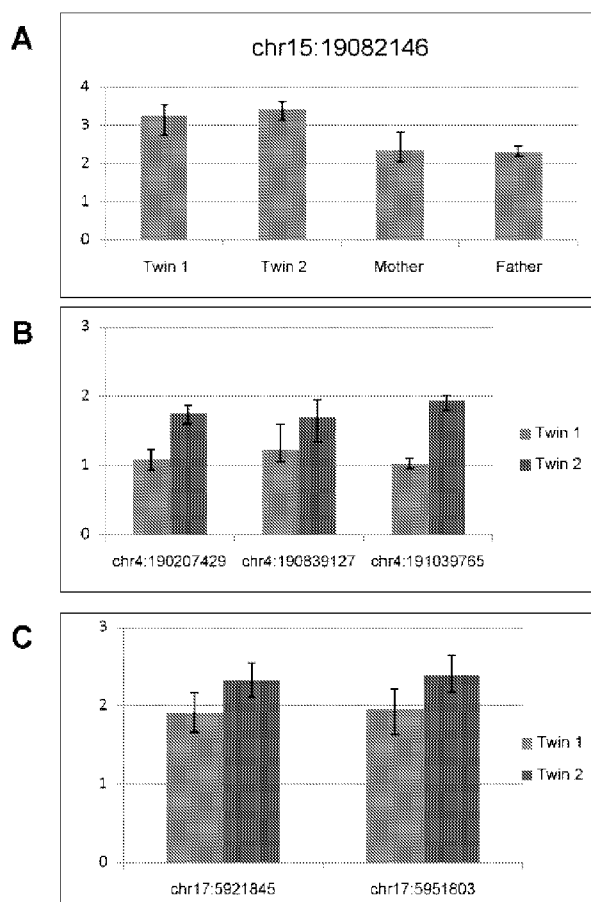 A
chr15:19082146
4
3
2
1
0
Twin 1 Twin 2 Mother Father
B
3
2
1
0
chr4:190207429 chr4:190839127 chr4:191039765
Twin 1
Twin 2
C
3
2
1
0
chr17:5921845 chr17:5951803
Twin 1
Twin 2